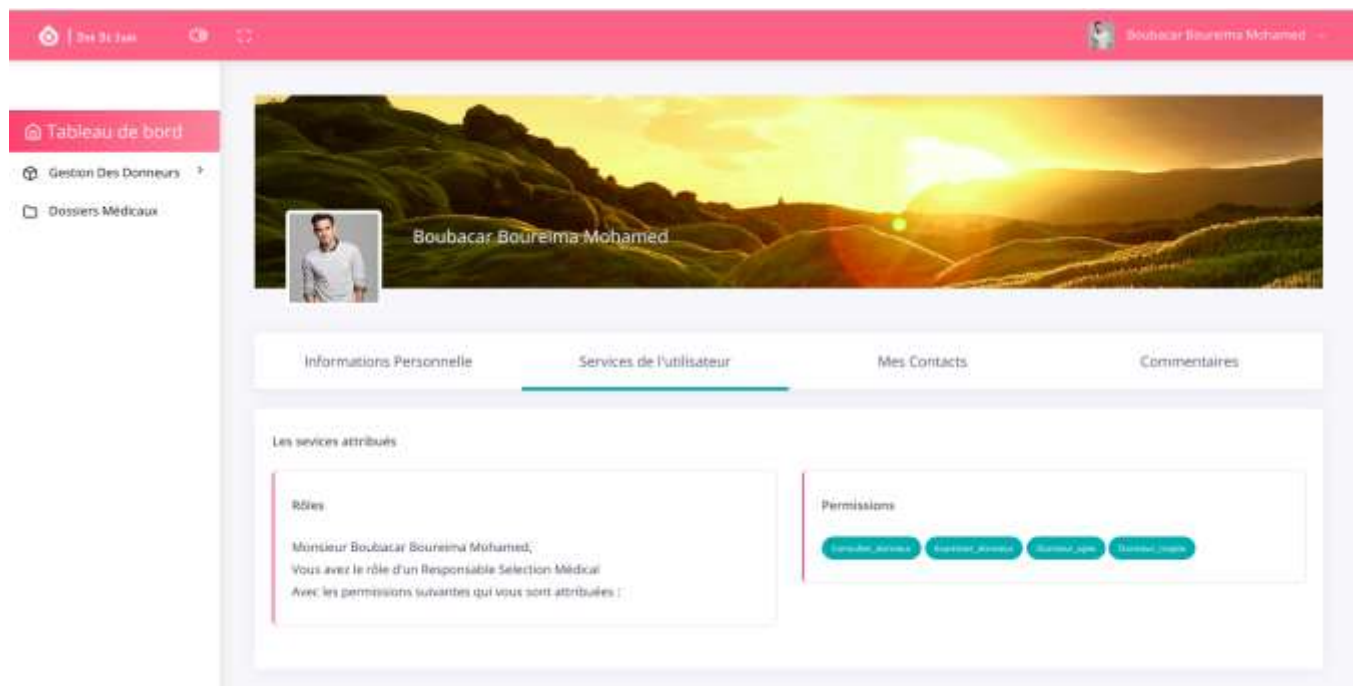 Boubacar Boureima Mohamed
Tableau de bord
Gestion Des Donneurs
Dossiers Médicaux
Boubacar Boureima Mohamed
Informations Personnelle
Services de l'utilisateur
Mes Contacts
Commentaires
Les sevices attribués
Rôles
Monsieur Boubacar Boureima Mohamed,
Vous avez le rôle d'un Responsable Selection Médical
Avec les permissions suivantes qui vous sont attribuées :
Permissions